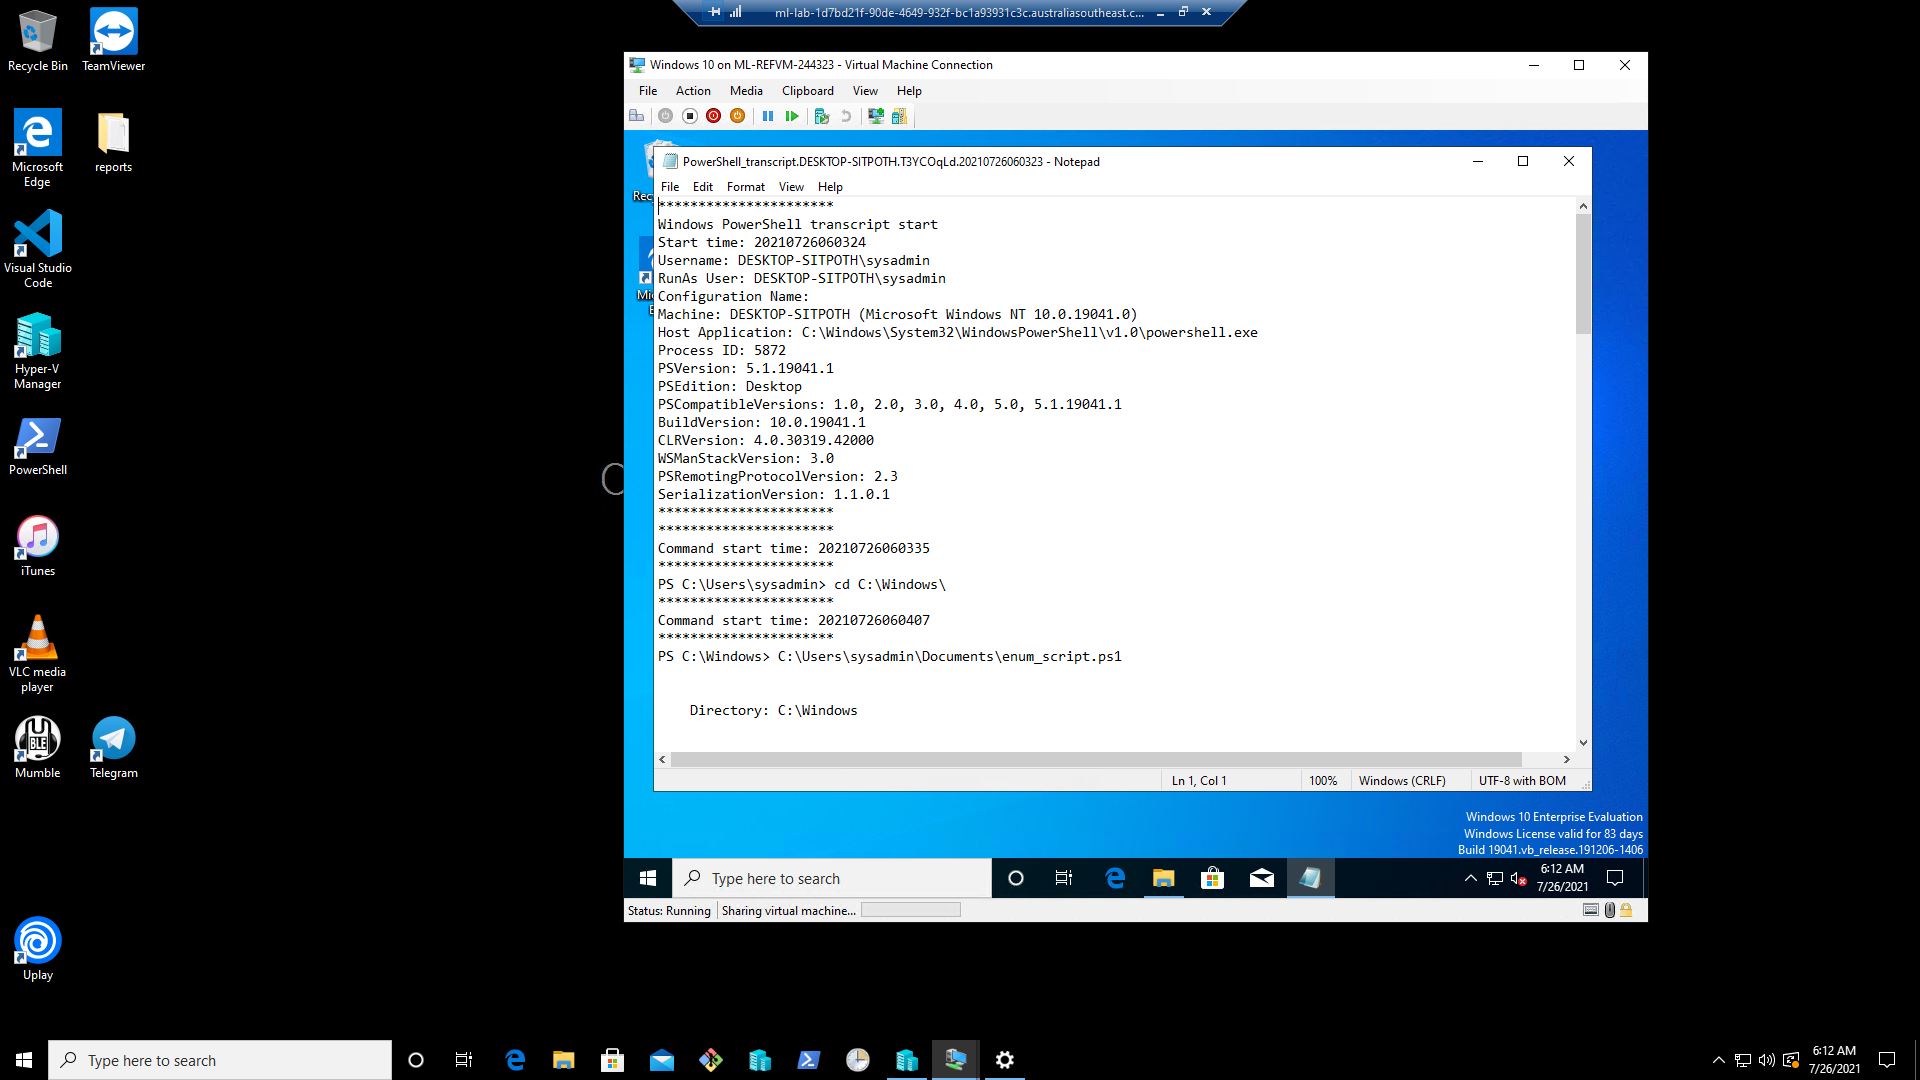 ml-lab-1d7bd21f-90de-4649-932f-bc1a93931c3c.australiasoutheast.c...
Recycle Bin
TeamViewer
Microsoft Edge
reports
Visual Studio Code
Hyper-V Manager
PowerShell
iTunes
VLC media player
Mumble
Telegram
Uplay
Windows 10 on ML-REFVM-244323 - Virtual Machine Connection
File Action Media Clipboard View Help
PowerShell_transcript.DESKTOP-SITPOTH.T3YCOqLd.20210726060323 - Notepad
File Edit Format View Help
**********************
Windows PowerShell transcript start
Start time: 20210726060324
Username: DESKTOP-SITPOTH\sysadmin
RunAs User: DESKTOP-SITPOTH\sysadmin
Configuration Name:
Machine: DESKTOP-SITPOTH (Microsoft Windows NT 10.0.19041.0)
Host Application: C:\Windows\System32\WindowsPowerShell\v1.0\powershell.exe
Process ID: 5872
PSVersion: 5.1.19041.1
PSEdition: Desktop
PSCompatibleVersions: 1.0, 2.0, 3.0, 4.0, 5.0, 5.1.19041.1
BuildVersion: 10.0.19041.1
CLRVersion: 4.0.30319.42000
WSManStackVersion: 3.0
PSRemotingProtocolVersion: 2.3
SerializationVersion: 1.1.0.1
**********************
**********************
Command start time: 20210726060335
**********************
PS C:\Users\sysadmin> cd C:\Windows\
**********************
Command start time: 20210726060407
**********************
PS C:\Windows> C:\Users\sysadmin\Documents\enum_script.ps1
Directory: C:\Windows
Ln 1, Col 1
100%
Windows (CRLF)
UTF-8 with BOM
Windows 10 Enterprise Evaluation
Windows License valid for 83 days
Build 19041.vb_release.191206-1406
Type here to search
6:12 AM
7/26/2021
Status: Running
Sharing virtual machine...
Type here to search
6:12 AM
7/26/2021